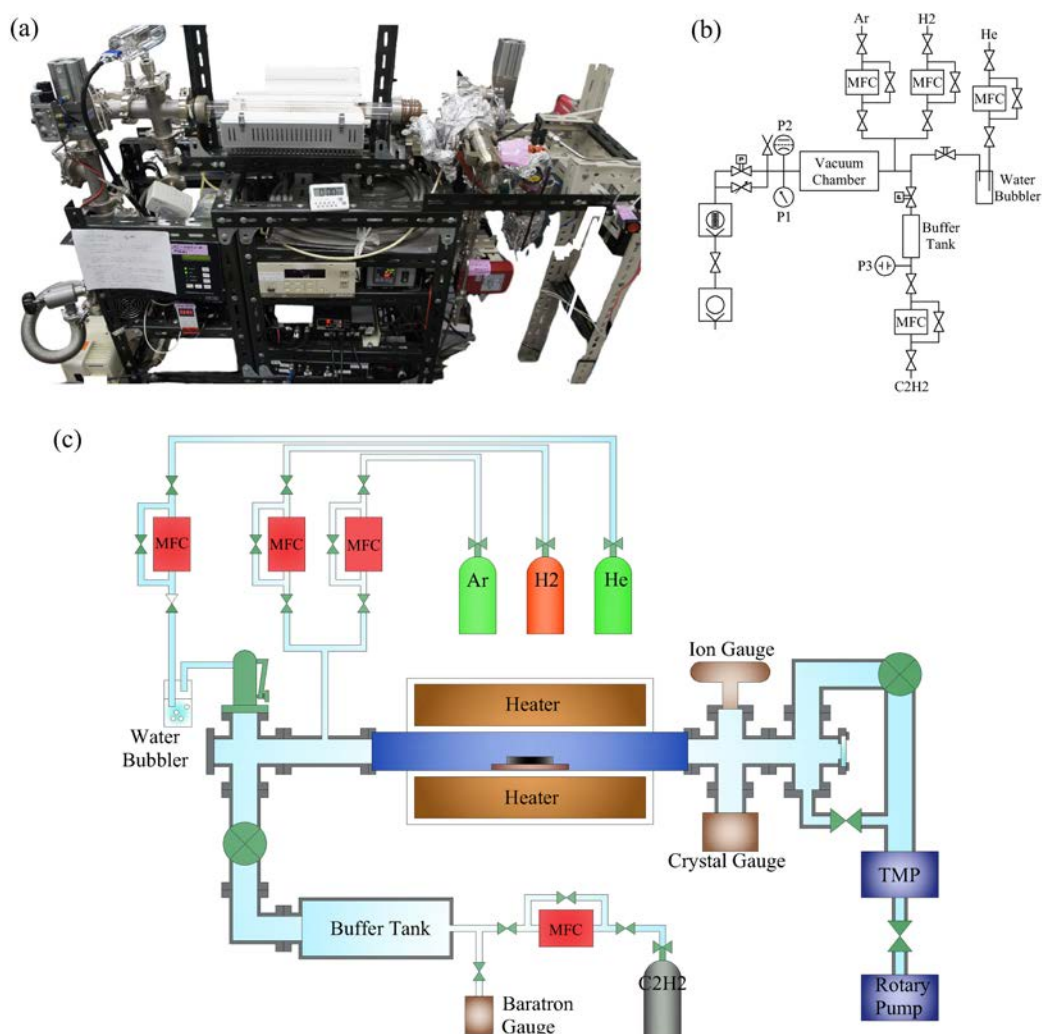 (a)
(b)
Ar
H2
He
MFC
MFC
MFC
P2
Vacuum
Chamber
P1
Water
Bubbler
Buffer
Tank
P3
MFC
C2H2
(c)
MFC
MFC
MFC
Ar
H2
He
Water
Bubbler
Heater
Heater
Ion Gauge
Crystal Gauge
TMP
Rotary
Pump
Buffer Tank
MFC
C2H2
Baratron
Gauge